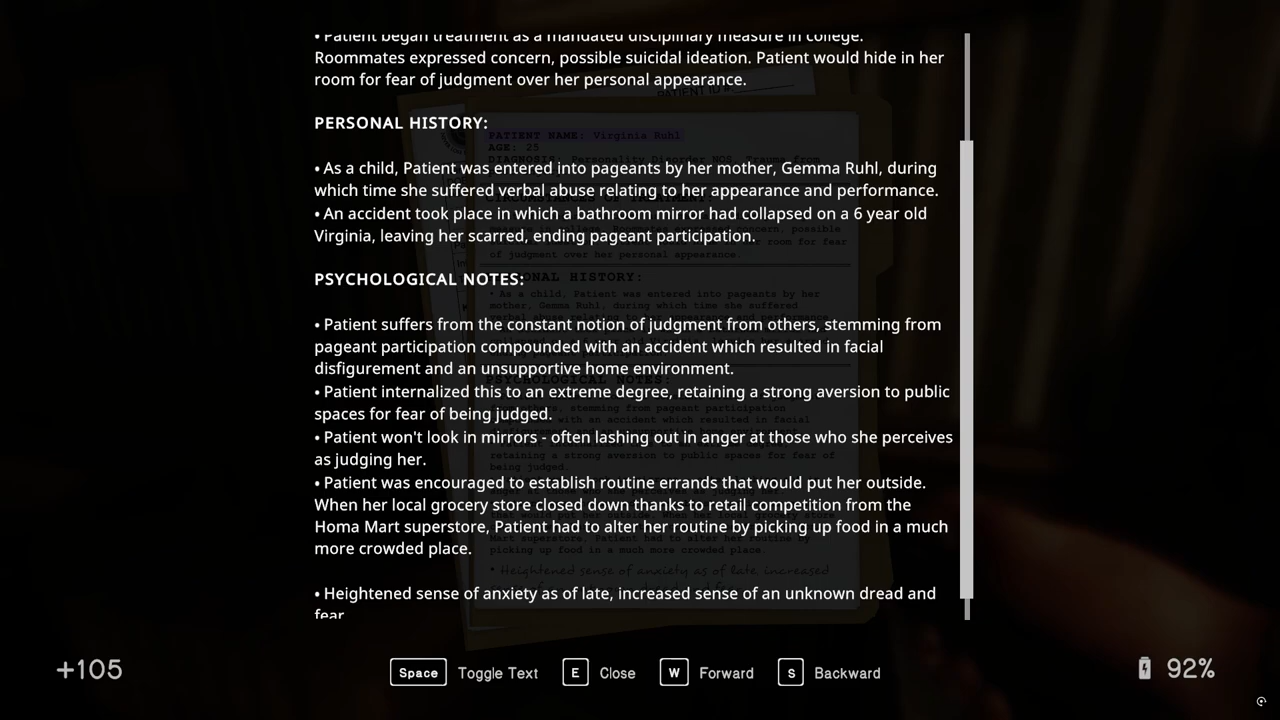 • Patient began treatment as a mandated disciplinary measure in college.
Roommates expressed concern, possible suicidal ideation. Patient would hide in her
room for fear of judgment over her personal appearance.
PERSONAL HISTORY:
• As a child, Patient was entered into pageants by her mother, Gemma Ruhl, during
which time she suffered verbal abuse relating to her appearance and performance.
• An accident took place in which a bathroom mirror had collapsed on a 6 year old
Virginia, leaving her scarred, ending pageant participation.
PSYCHOLOGICAL NOTES:
• Patient suffers from the constant notion of judgment from others, stemming from
pageant participation compounded with an accident which resulted in facial
disfigurement and an unsupportive home environment.
• Patient internalized this to an extreme degree, retaining a strong aversion to public
spaces for fear of being judged.
• Patient won't look in mirrors - often lashing out in anger at those who she perceives
as judging her.
• Patient was encouraged to establish routine errands that would put her outside.
When her local grocery store closed down thanks to retail competition from the
Homa Mart superstore, Patient had to alter her routine by picking up food in a much
more crowded place.
• Heightened sense of anxiety as of late, increased sense of an unknown dread and
fear
PATIENT NAME: Virginia Ruhl
AGE: 25
+105
Space Toggle Text E Close W Forward S Backward
92%